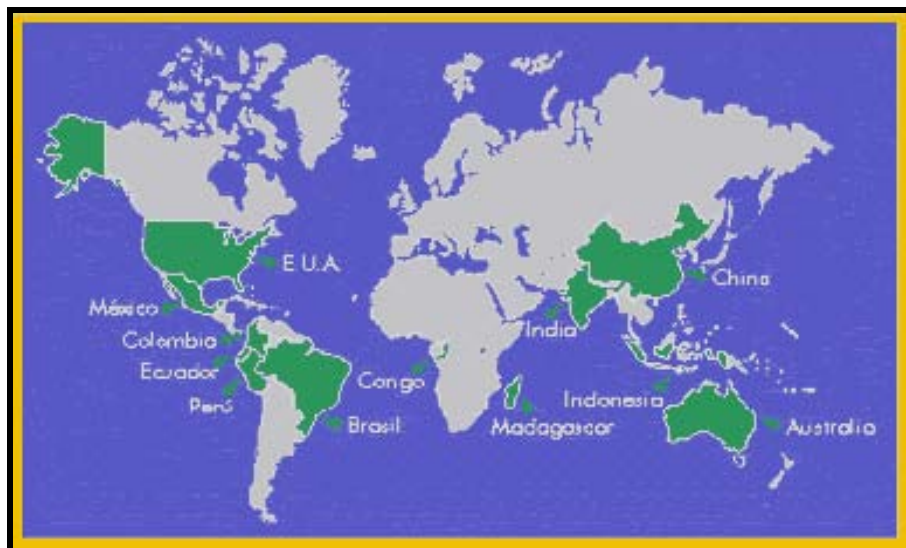 E.U.A.
México
Colombia
Ecuador
Perú
Brasil
Congo
Madagascar
India
China
Indonesia
Australia